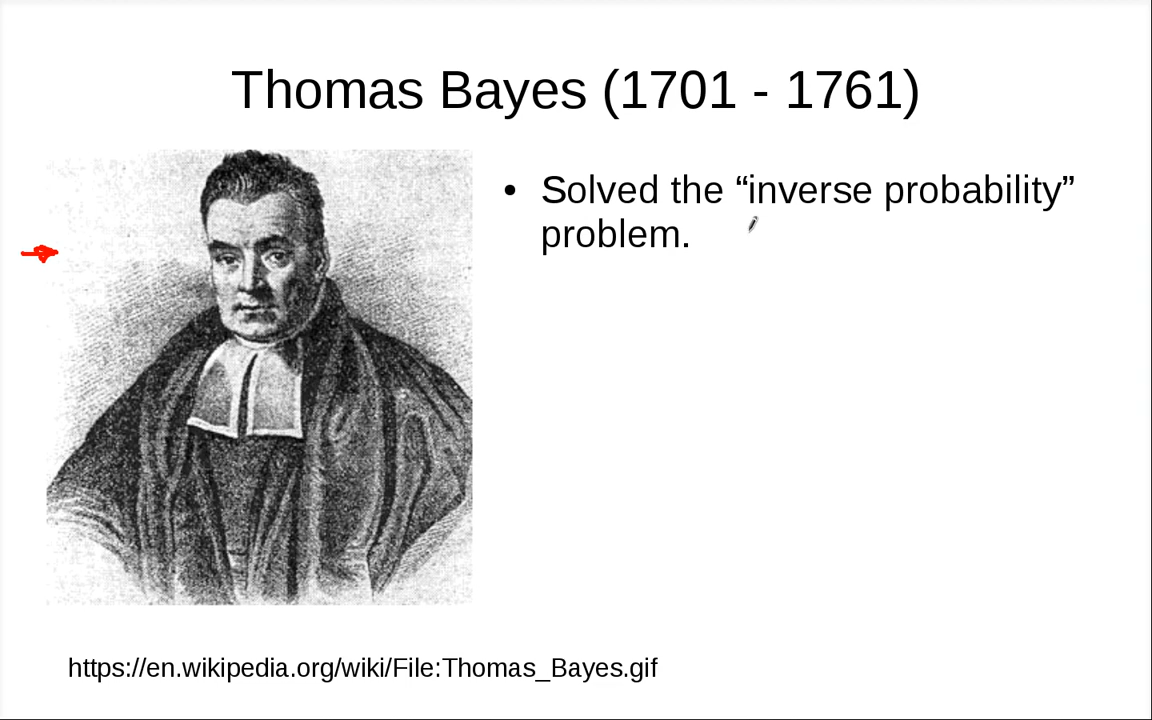 Thomas Bayes (1701 - 1761)
• Solved the “inverse probability”
problem.
https://en.wikipedia.org/wiki/File:Thomas_Bayes.gif